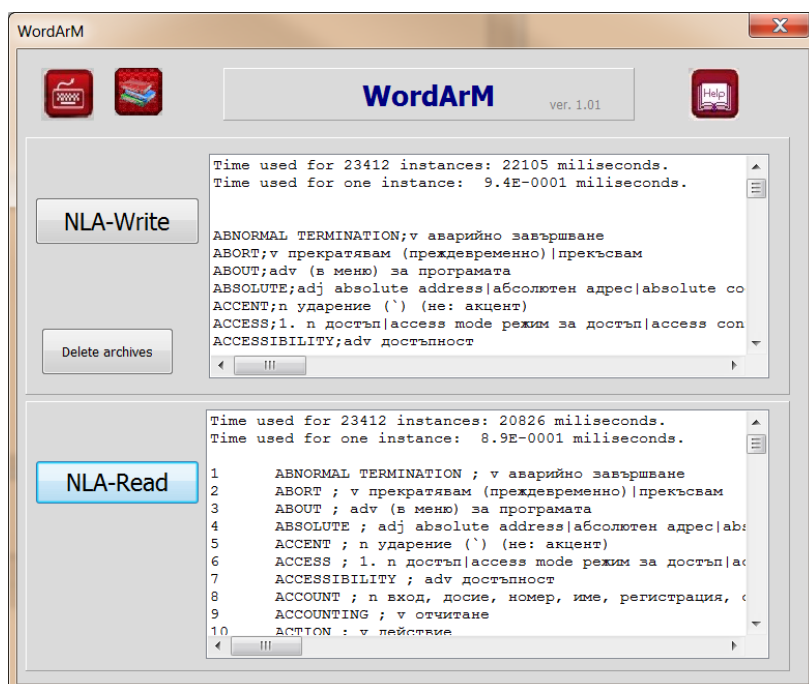 WordArM
X
WordArM ver. 1.01
Help
Time used for 23412 instances: 22105 miliseconds.
Time used for one instance: 9.4E-0001 miliseconds.
NLA-Write
ABNORMAL TERMINATION;v аварийно завършване
ABORT;v прекратявам (преждевременно)|прекъсвам
ABOUT;adv (в меню) за програмата
ABSOLUTE;adj absolute address|абсолютен адрес|absolute co
ACCENT;n ударение (`) (не: акцент)
ACCESS;1. n достъп|access mode режим за достъп|access con
ACCESSIBILITY;adv достъпност
Delete archives
Time used for 23412 instances: 20826 miliseconds.
Time used for one instance: 8.9E-0001 miliseconds.
NLA-Read
1 ABNORMAL TERMINATION ; v аварийно завършване
2 ABORT ; v прекратявам (преждевременно)|прекъсвам
3 ABOUT ; adv (в меню) за програмата
4 ABSOLUTE ; adj absolute address|абсолютен адрес|abs
5 ACCENT ; n ударение (`) (не: акцент)
6 ACCESS ; 1. n достъп|access mode режим за достъп|ac
7 ACCESSIBILITY ; adv достъпност
8 ACCOUNT ; n вход, досие, номер, име, регистрация,
9 ACCOUNTING ; v отчитане
10 ACTION ; v действие